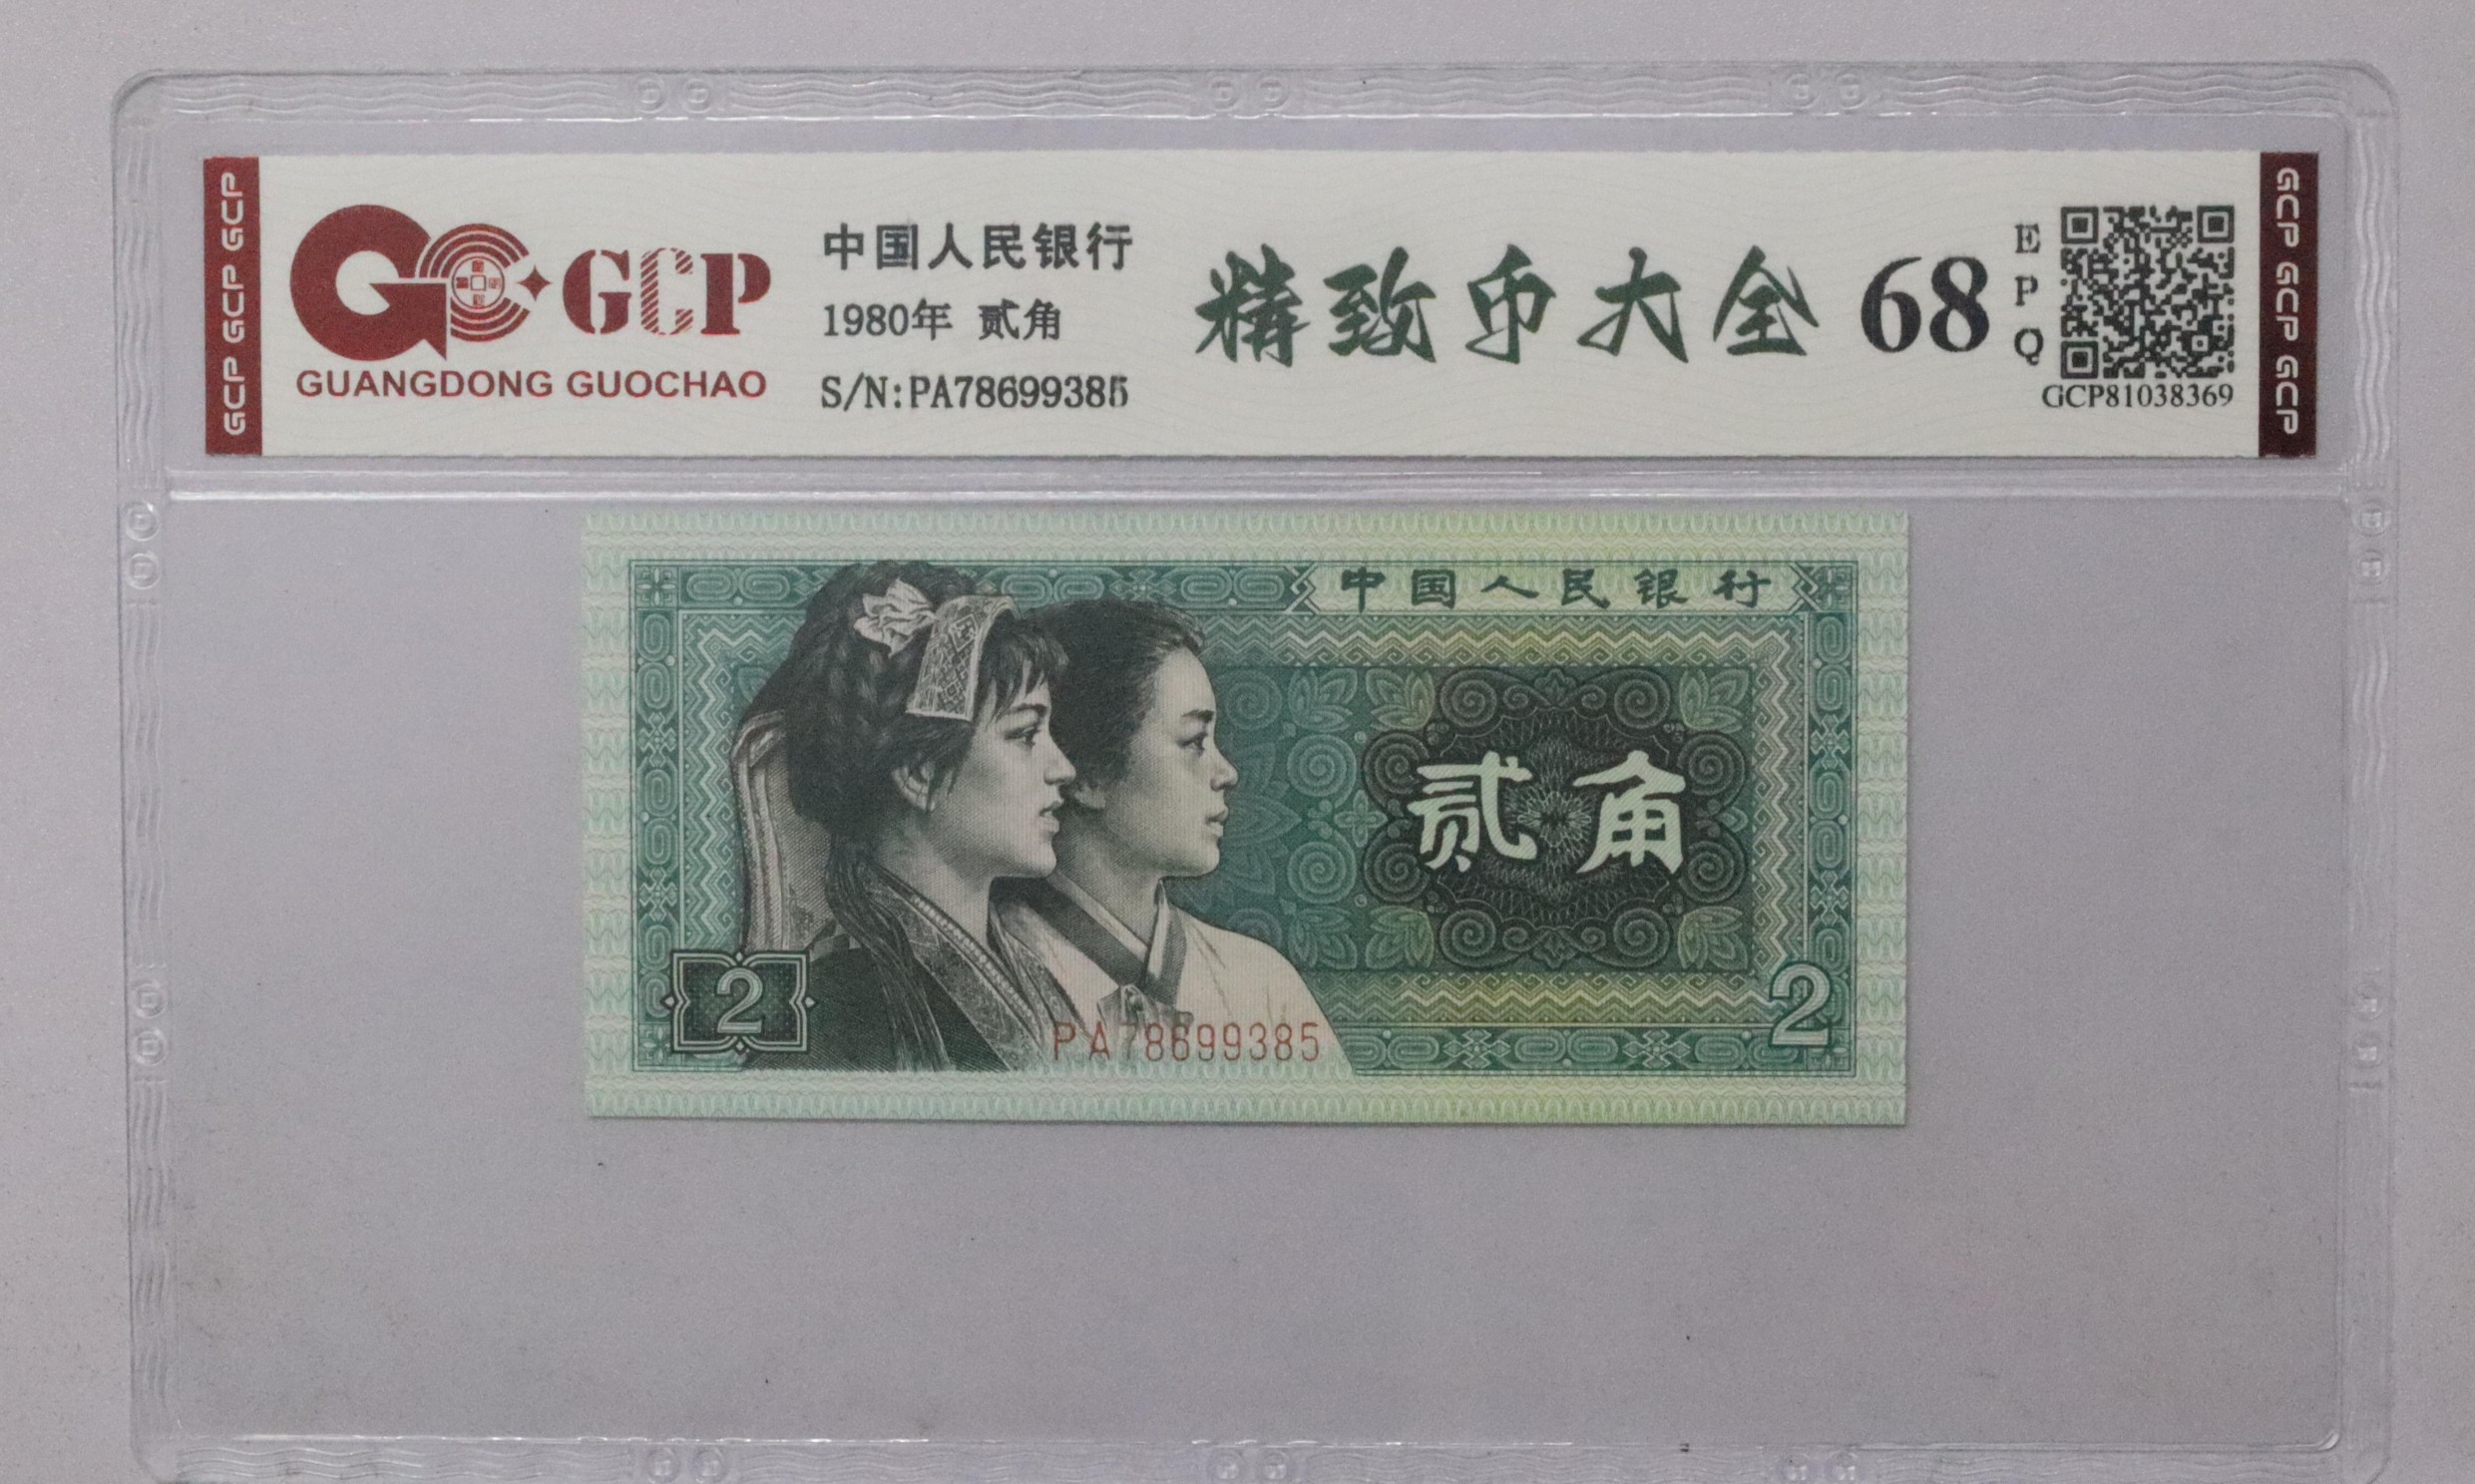 GCP GCP GCP
GCP
GUANGDONG GUOCHAO
中国人民银行
1980年 贰角
S/N:PA78699385
精致币大全
68
EPQ
GCP81038369
GCP GCP GCP
中国人民银行
贰角
2
2
PA78699385